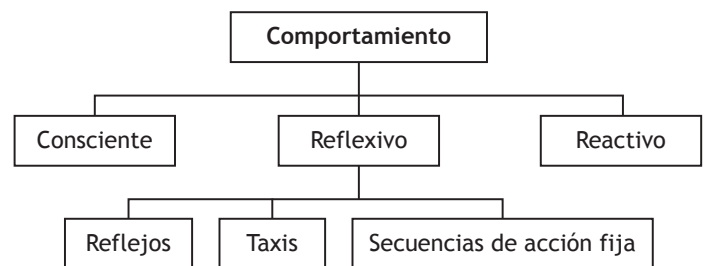 Comportamiento
Consciente
Reflexivo
Reactivo
Reflejos
Taxis
Secuencias de acción fija